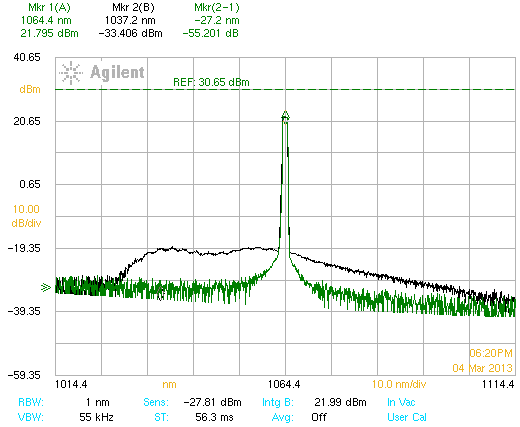 Mkr 1(A) Mkr 2(B) Mkr(2-1)
1064.4 nm 1037.2 nm -27.2 nm
21.795 dBm -33.406 dBm -55.201 dB
40.65
Agilent
dBm
REF: 30.65 dBm
20.65
0.65
10.00
dB/div
-19.35
-39.35
06:20PM
04 Mar 2013
-59.35
1014.4 nm 1064.4 10.0 nm/div 1114.4
RBW: 1 nm Sens: -27.81 dBm Intg B: 21.99 dBm In Vac
VBW: 55 kHz ST: 56.3 ms Avg: Off User Cal